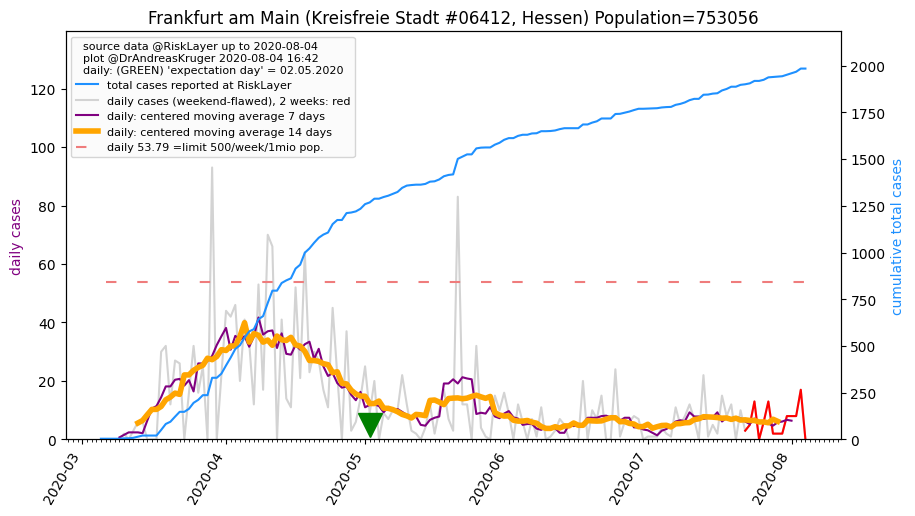 Frankfurt am Main (Kreisfreie Stadt #06412, Hessen) Population=753056
source data @RiskLayer up to 2020-08-04
plot @DrAndreasKruger 2020-08-04 16:42
daily: (GREEN) 'expectation day' = 02.05.2020
total cases reported at RiskLayer
daily cases (weekend-flawed), 2 weeks: red
daily: centered moving average 7 days
daily: centered moving average 14 days
daily 53.79 =limit 500/week/1mio pop.
daily cases
120
100
80
60
40
20
0
cumulative total cases
2000
1750
1500
1250
1000
750
500
250
0
2020-03
2020-04
2020-05
2020-06
2020-07
2020-08